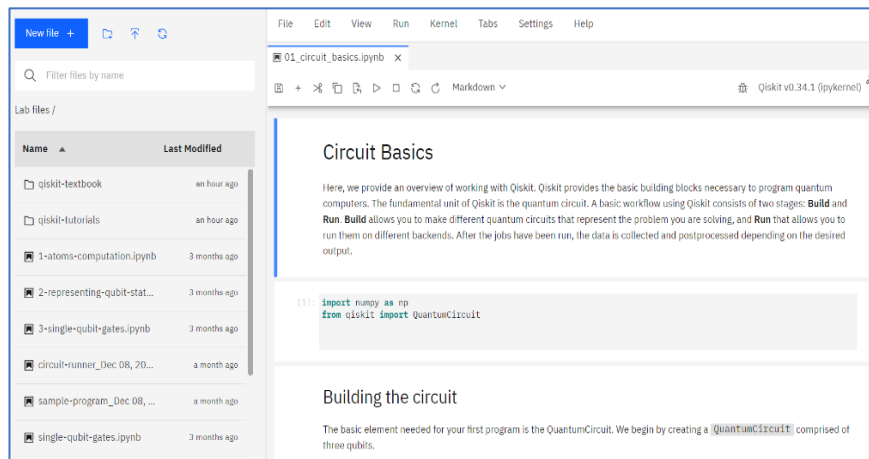 New file +
Filter files by name
Lab files /
Name Last Modified
qiskit-textbook an hour ago
qiskit-tutorials an hour ago
1-atoms-computation.ipynb 3 months ago
2-representing-qubit-stat... 3 months ago
3-single-qubit-gates.ipynb 3 months ago
circuit-runner_Dec 08, 20... a month ago
sample-program_Dec 08, ... a month ago
single-qubit-gates.ipynb 3 months ago
File Edit View Run Kernel Tabs Settings Help
01_circuit_basics.ipynb
Markdown Qiskit v0.34.1 (ipykernel)
Circuit Basics
Here, we provide an overview of working with Qiskit. Qiskit provides the basic building blocks necessary to program quantum
computers. The fundamental unit of Qiskit is the quantum circuit. A basic workflow using Qiskit consists of two stages: Build and
Run. Build allows you to make different quantum circuits that represent the problem you are solving, and Run that allows you to
run them on different backends. After the jobs have been run, the data is collected and postprocessed depending on the desired
output.
[1]: import numpy as np
from qiskit import QuantumCircuit
Building the circuit
The basic element needed for your first program is the QuantumCircuit. We begin by creating a QuantumCircuit comprised of
three qubits.